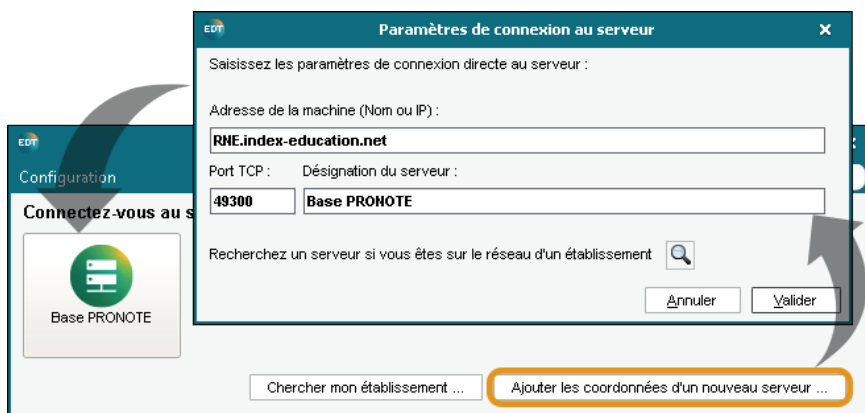 EDT
Paramètres de connexion au serveur
Saisissez les paramètres de connexion directe au serveur :
Adresse de la machine (Nom ou IP) :
RNE.index-education.net
Port TCP : Désignation du serveur :
49300 Base PRONOTE
Recherchez un serveur si vous êtes sur le réseau d'un établissement
Annuler Valider
EDT
Configuration
Connectez-vous au s
Base PRONOTE
Chercher mon établissement ... Ajouter les coordonnées d'un nouveau serveur ...